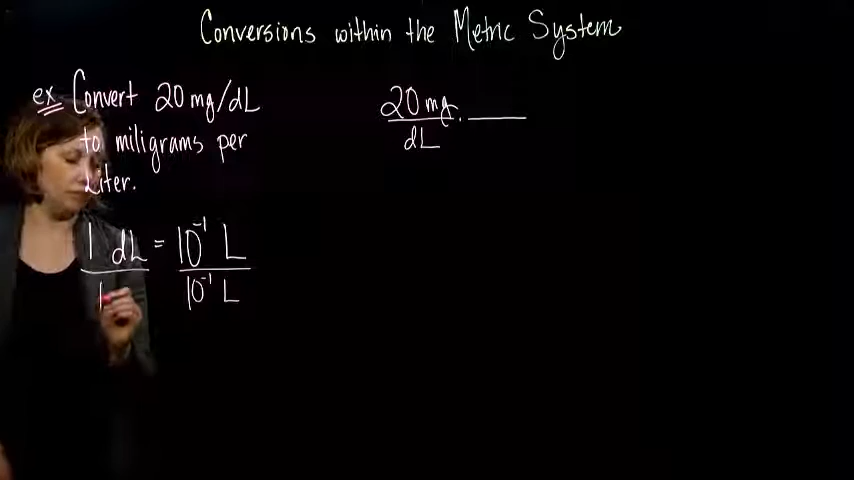 Conversions within the Metric System
ex Convert 20 mg/dL
to miligrams per
Liter.
20 mg
dL
1 dL = 10⁻¹ L
10⁻¹ L